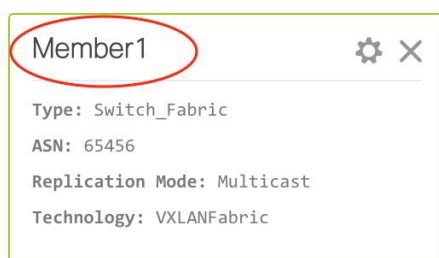 Member1
Type: Switch_Fabric
ASN: 65456
Replication Mode: Multicast
Technology: VXLANFabric